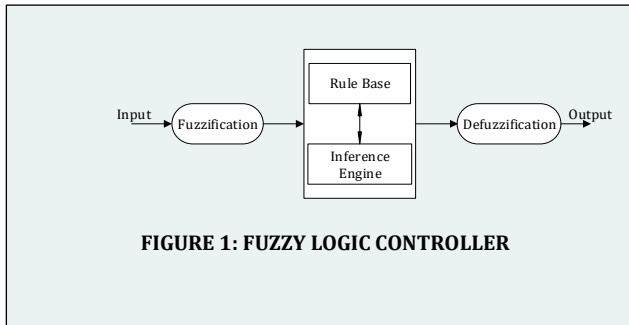 Input
Fuzzification
Rule Base
Inference
Engine
Defuzzification
Output
FIGURE 1: FUZZY LOGIC CONTROLLER